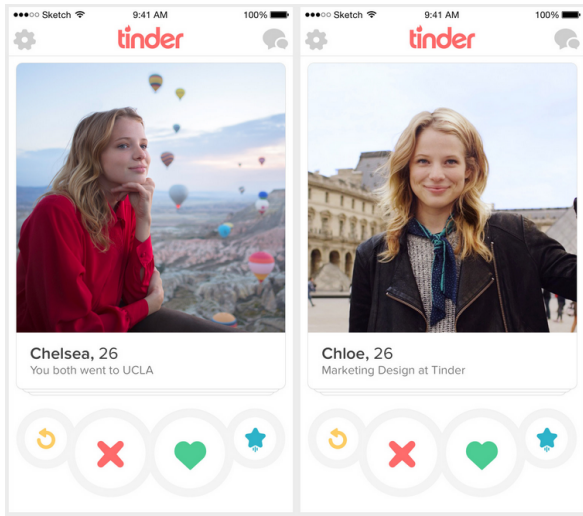 Sketch 9:41 AM 100%
tinder
Chelsea, 26
You both went to UCLA
Sketch 9:41 AM 100%
tinder
Chloe, 26
Marketing Design at Tinder